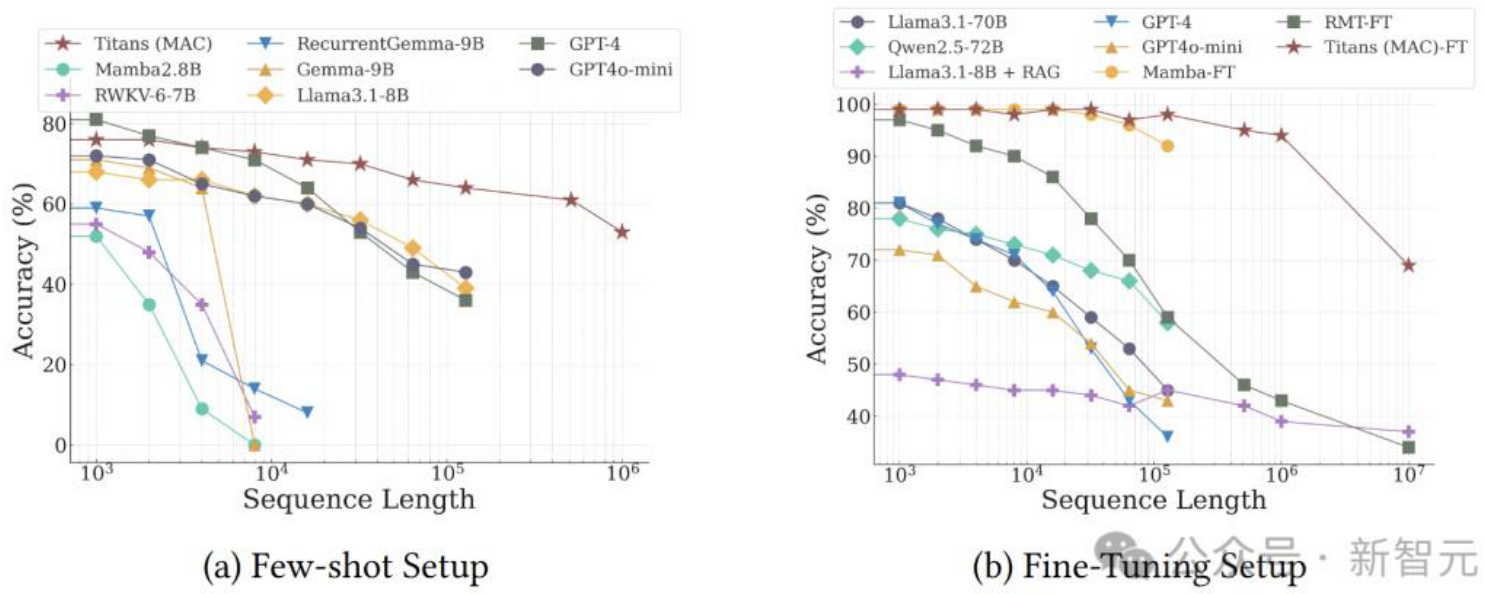 Titans (MAC) RecurrentGemma-9B GPT-4
Mamba2.8B Gemma-9B GPT4o-mini
RWKV-6-7B Llama3.1-8B
80
60
40
20
0
Accuracy (%)
10³ 10⁴ 10⁵ 10⁶
Sequence Length
(a) Few-shot Setup
Llama3.1-70B GPT-4 RMT-FT
Qwen2.5-72B GPT4o-mini Titans (MAC)-FT
Llama3.1-8B + RAG Mamba-FT
100
90
80
70
60
50
40
Accuracy (%)
10³ 10⁴ 10⁵ 10⁶ 10⁷
Sequence Length
(b) Fine-Tuning Setup
公众号 · 新智元